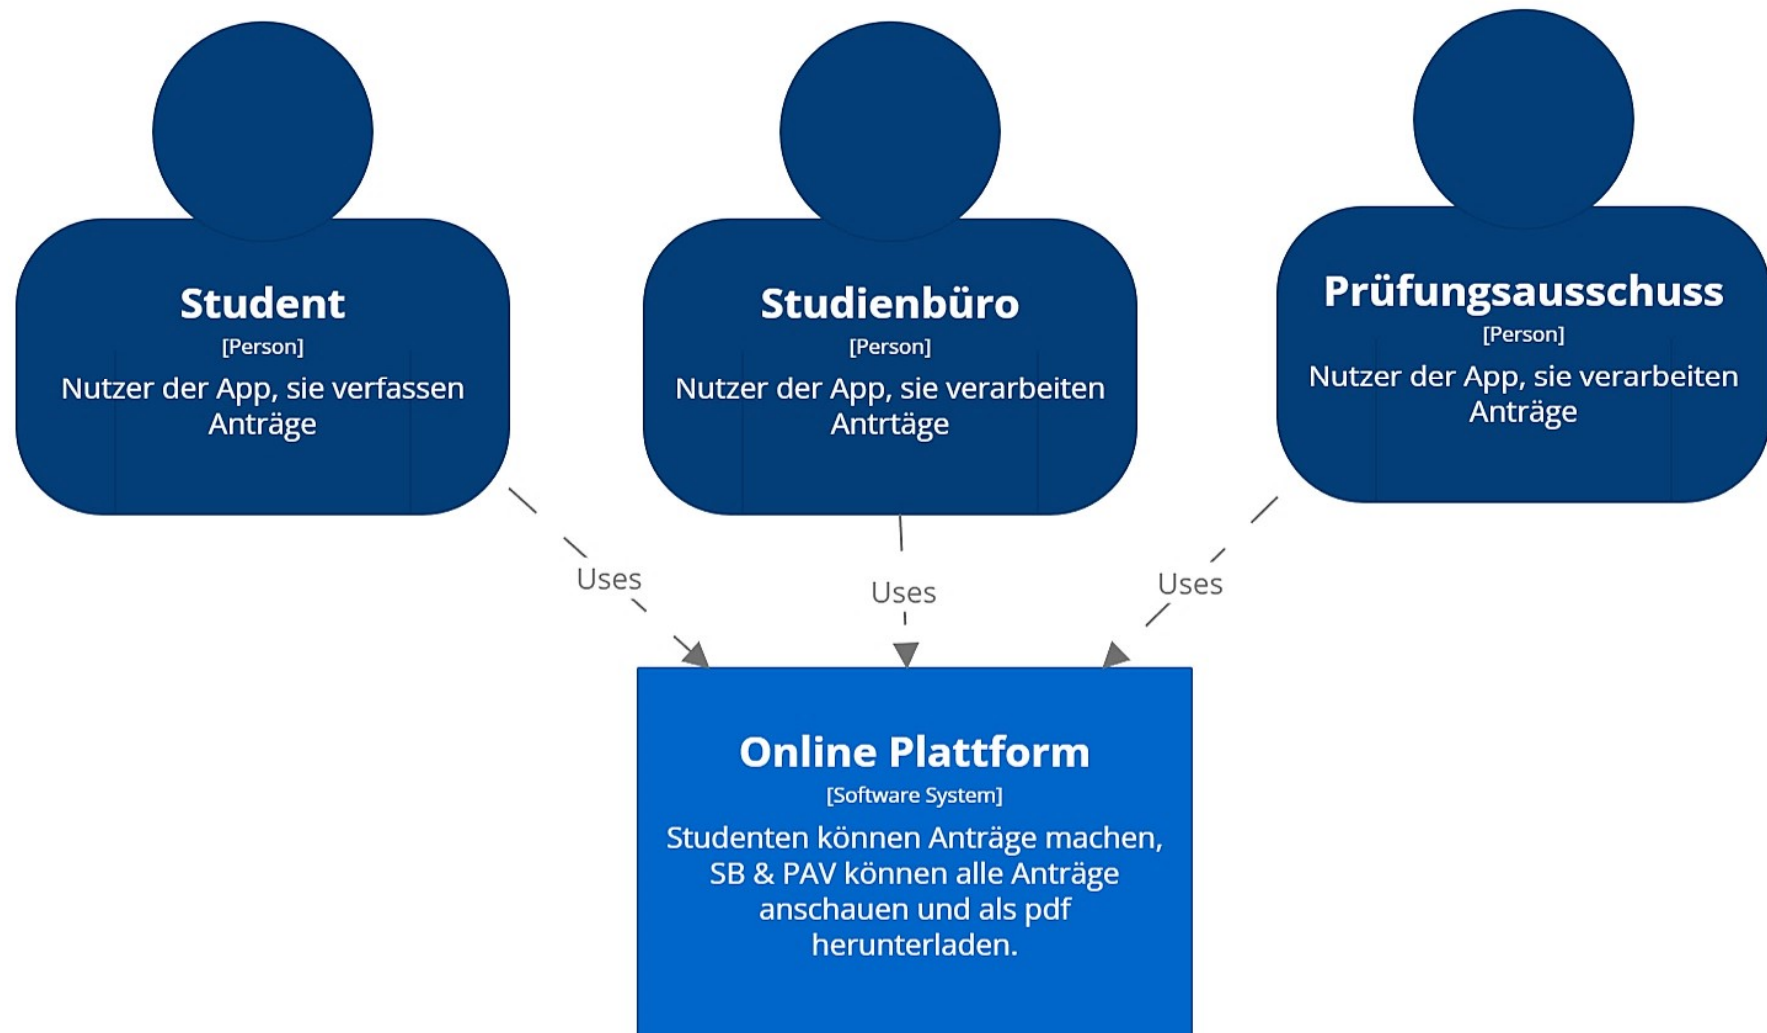 Student
[Person]
Nutzer der App, sie verfassen
Anträge
Studienbüro
[Person]
Nutzer der App, sie verarbeiten
Antrtäge
Prüfungsausschuss
[Person]
Nutzer der App, sie verarbeiten
Anträge
Uses
Uses
Uses
Online Plattform
[Software System]
Studenten können Anträge machen,
SB & PAV können alle Anträge
anschauen und als pdf
herunterladen.